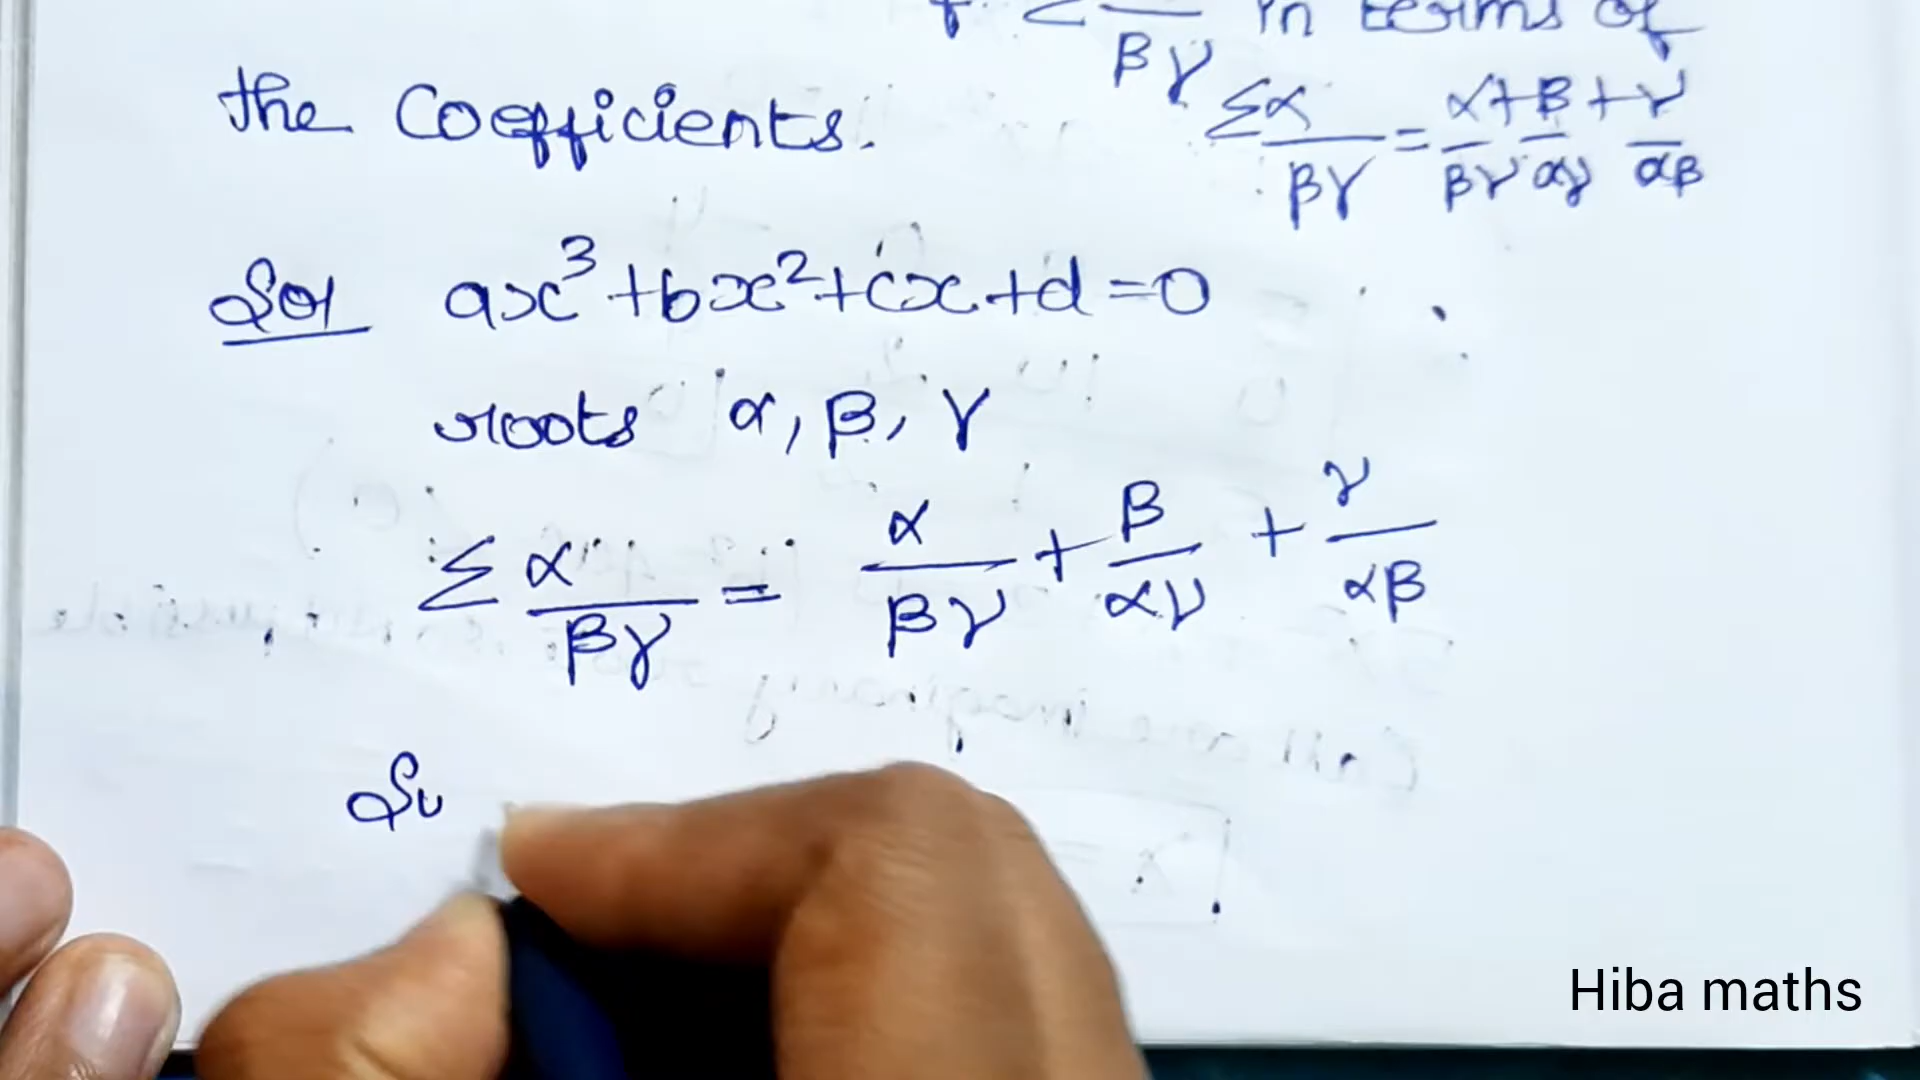 in terms of
βγ
the Coefficients.
Σα/βγ = α/βγ + β/αγ + γ/αβ
Sol ax³ + bx² + cx + d = 0
roots α, β, γ
Σ α/βγ = α/βγ + β/αγ + γ/αβ
Su
Hiba maths